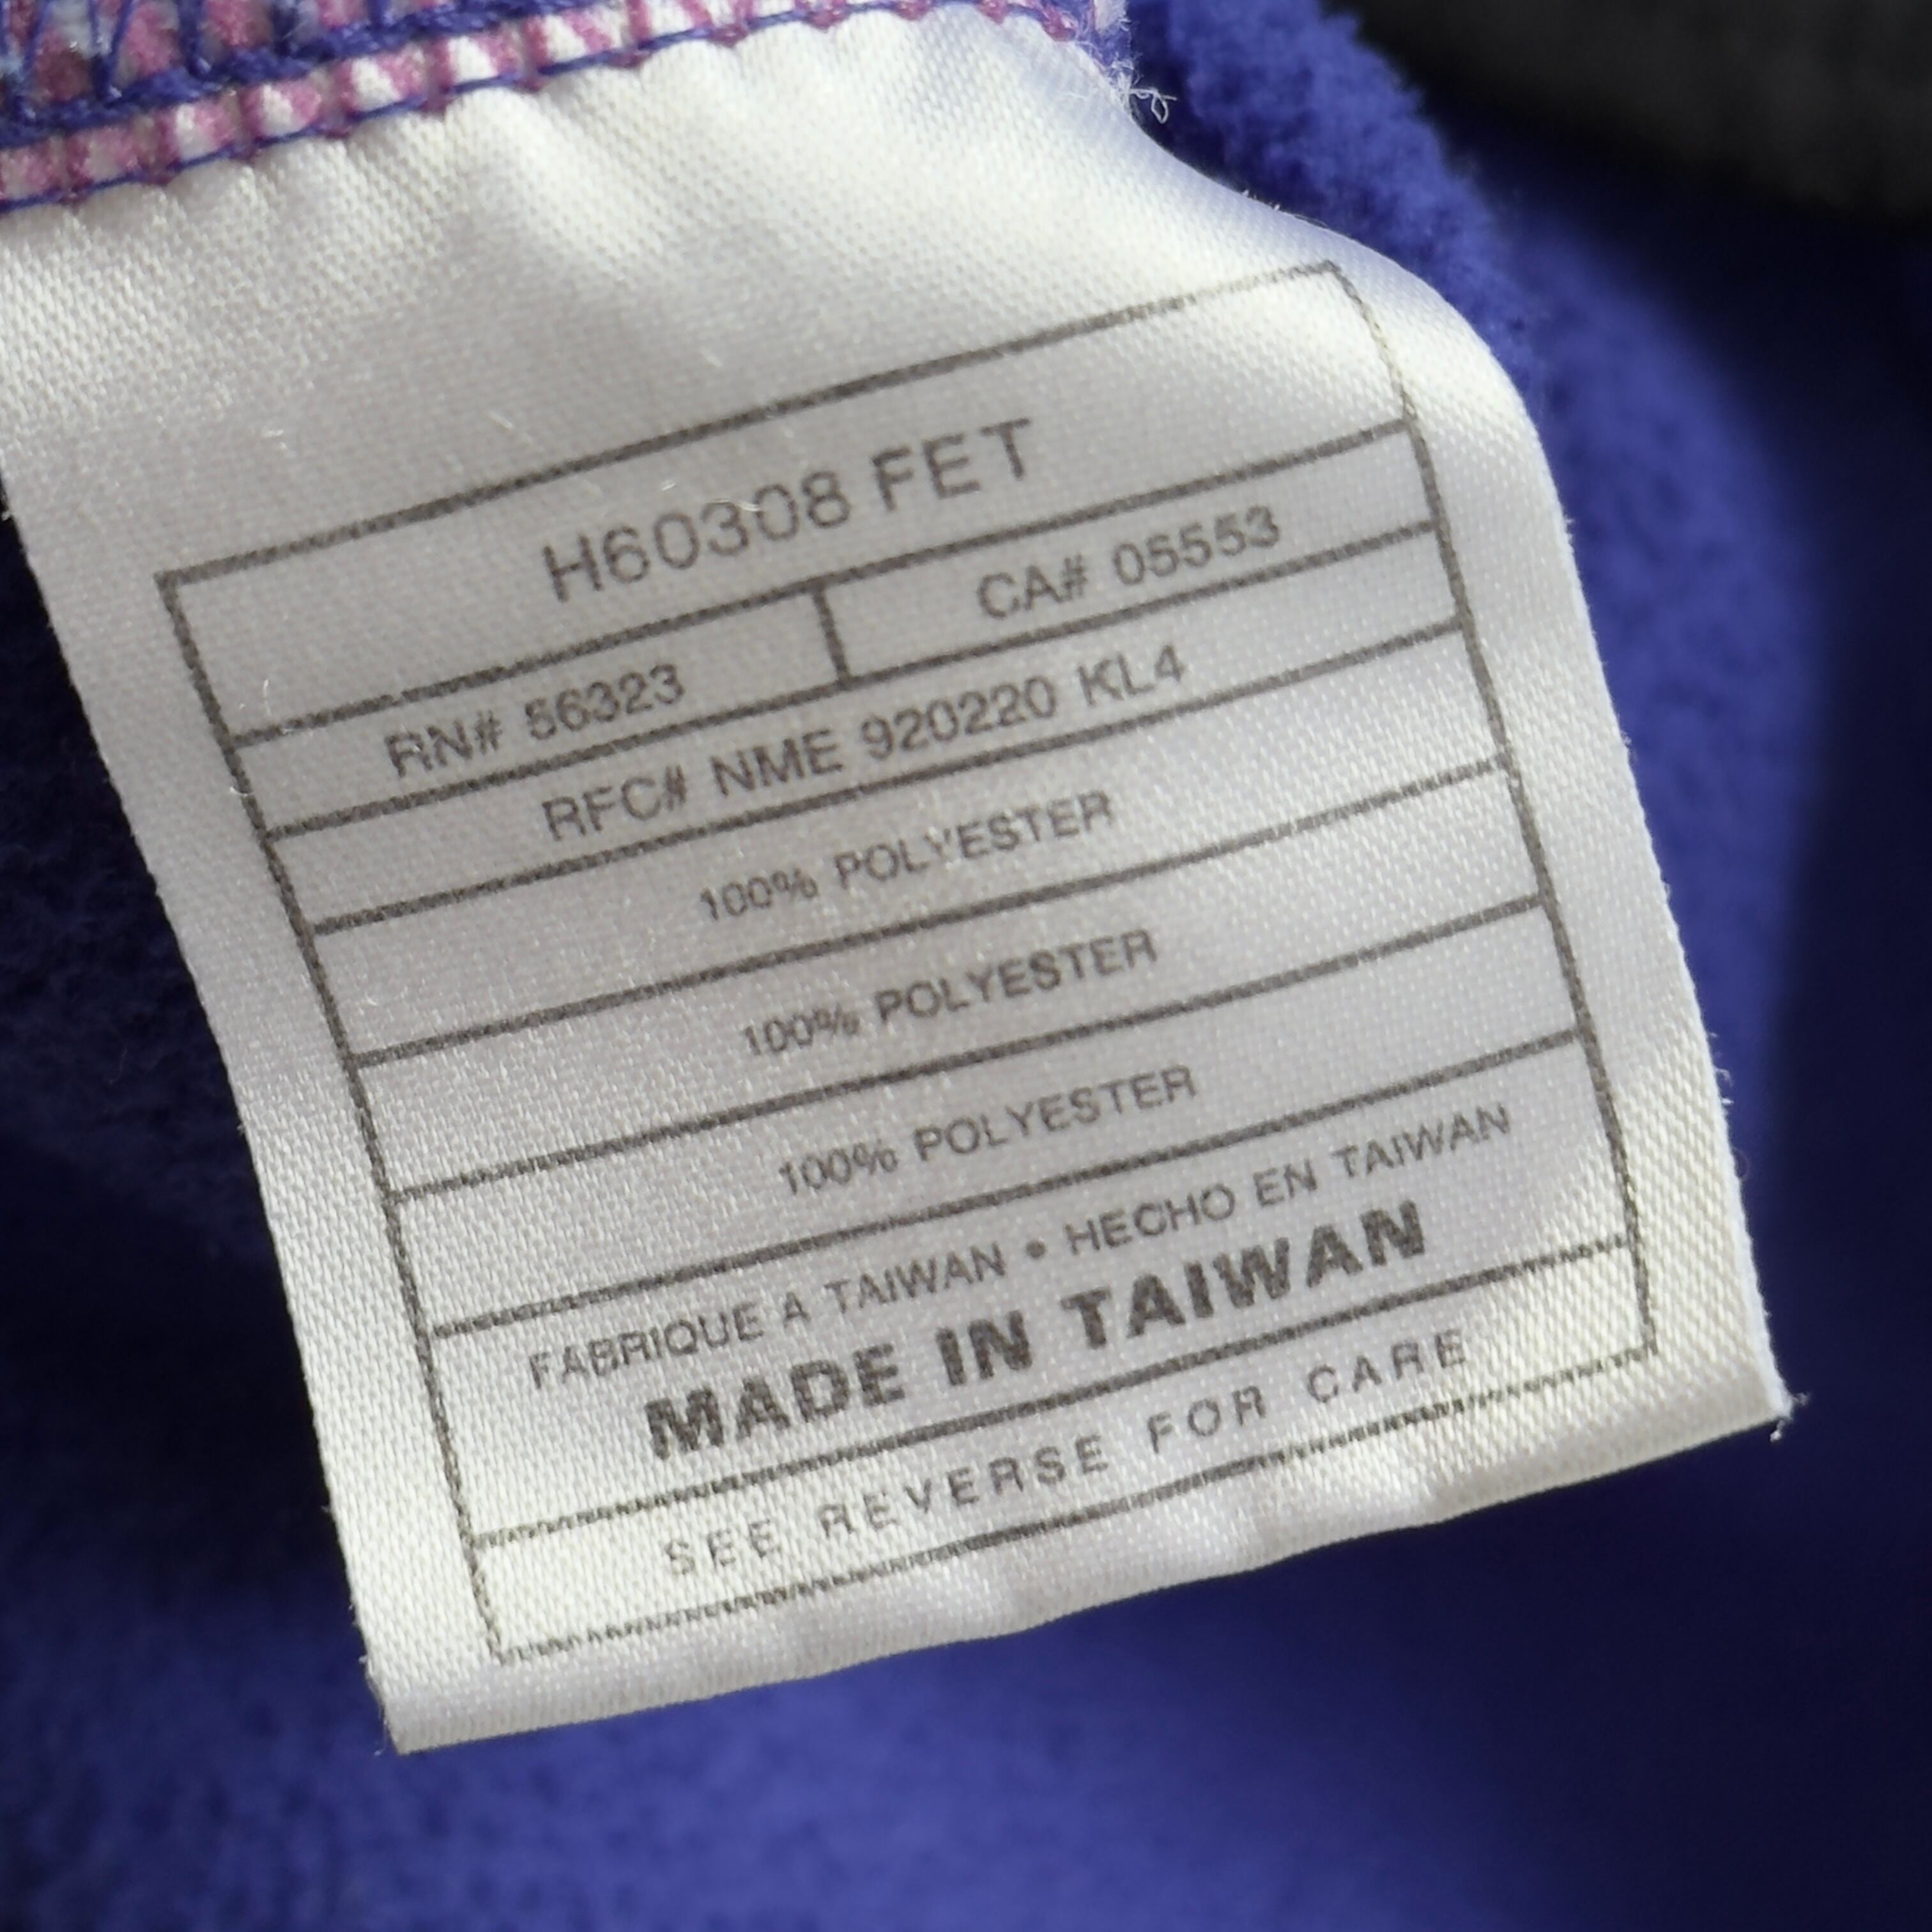 H60308 FET
RN# 56323 CA# 05553
RFC# NME 920220 KL4
100% POLYESTER
100% POLYESTER
100% POLYESTER
FABRIQUE A TAIWAN • HECHO EN TAIWAN
MADE IN TAIWAN
SEE REVERSE FOR CARE